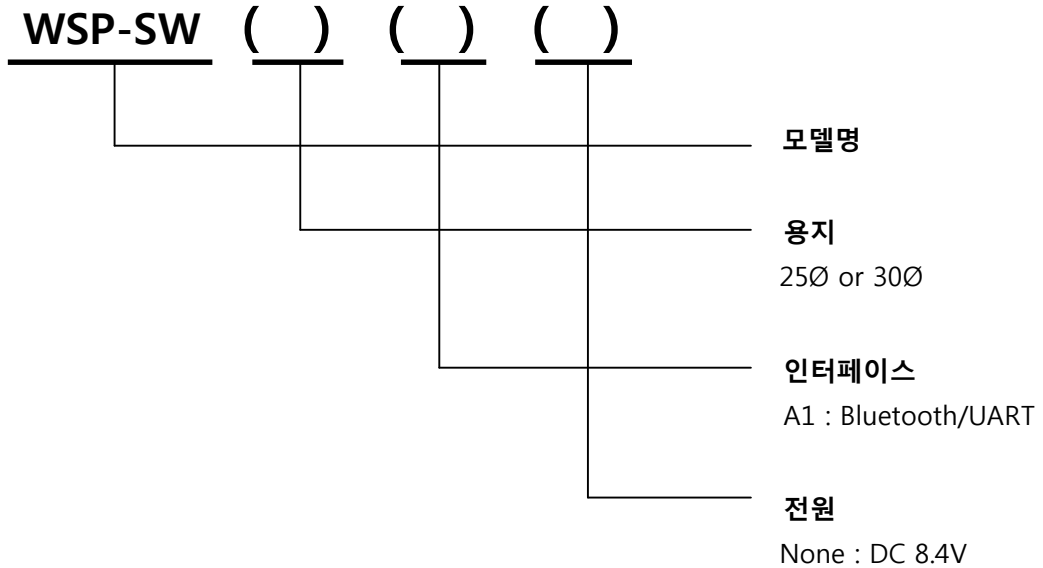 WSP-SW (  ) (  ) (  )
모델명
용지
25Ø or 30Ø
인터페이스
A1 : Bluetooth/UART
전원
None : DC 8.4V